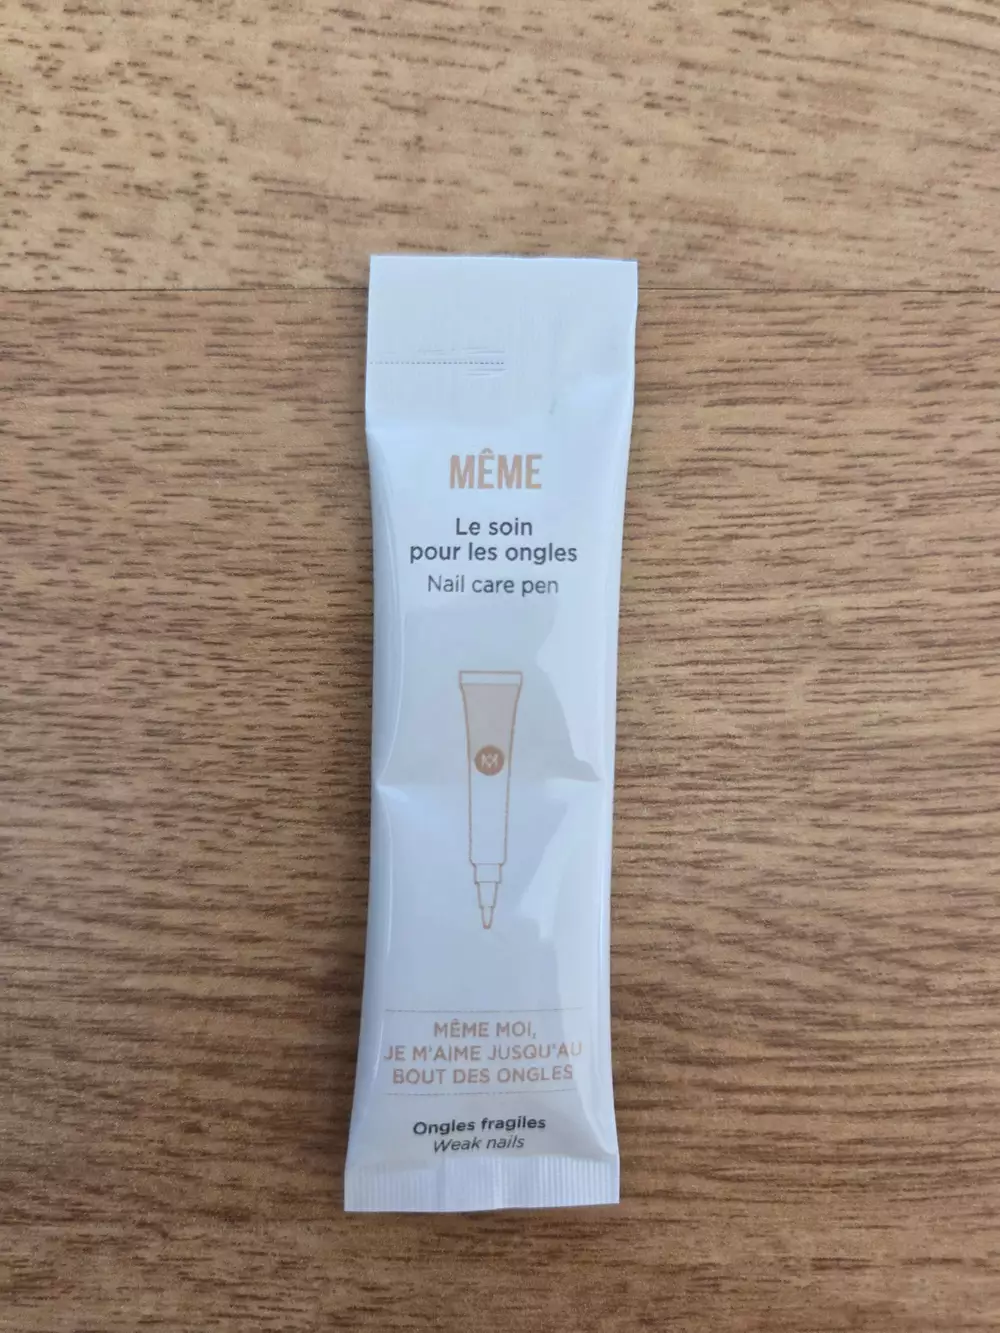 MÊME
Le soin
pour les ongles
Nail care pen
M
MÊME MOI,
JE M'AIME JUSQU'AU
BOUT DES ONGLES
Ongles fragiles
Weak nails